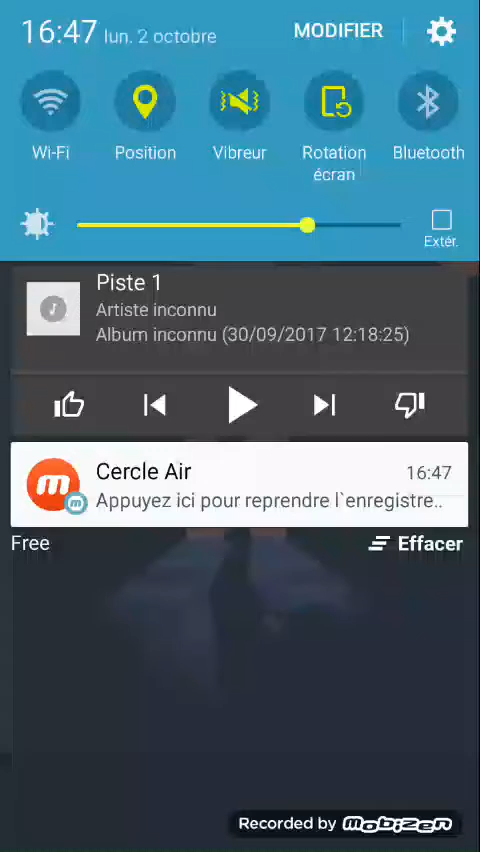 16:47 lun. 2 octobre MODIFIER
Wi-Fi Position Vibreur Rotation écran Bluetooth
Extér.
Piste 1
Artiste inconnu
Album inconnu (30/09/2017 12:18:25)
Cercle Air 16:47
Appuyez ici pour reprendre l`enregistre..
Free Effacer
Recorded by mobizen